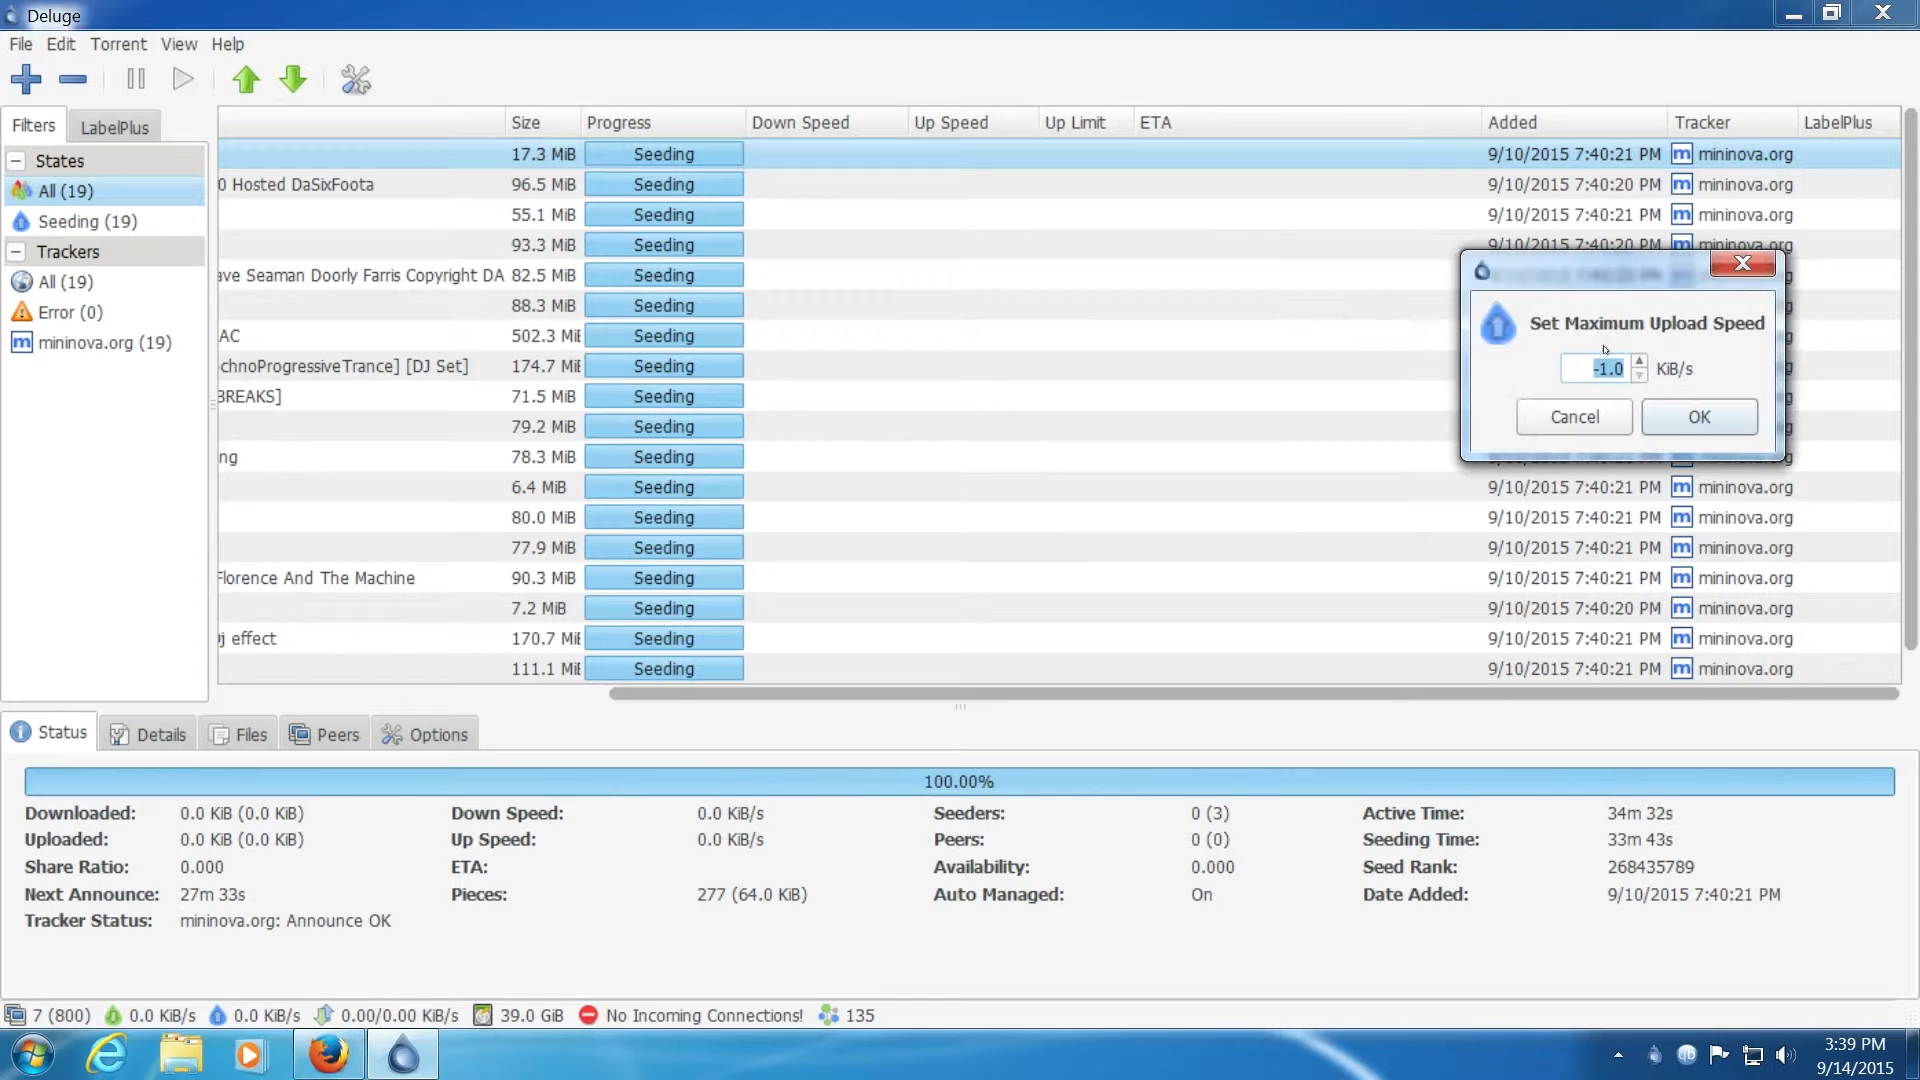 Deluge
File Edit Torrent View Help
Filters LabelPlus
States
All (19)
Seeding (19)
Trackers
All (19)
Error (0)
m mininova.org (19)
Size Progress Down Speed Up Speed Up Limit ETA Added Tracker LabelPlus
17.3 MiB Seeding 9/10/2015 7:40:21 PM m mininova.org
0 Hosted DaSixFoota 96.5 MiB Seeding 9/10/2015 7:40:20 PM m mininova.org
55.1 MiB Seeding 9/10/2015 7:40:21 PM m mininova.org
93.3 MiB Seeding 9/10/2015 7:40:20 PM m mininova.org
ave Seaman Doorly Farris Copyright DA 82.5 MiB Seeding
88.3 MiB Seeding
AC 502.3 MiB Seeding
chnoProgressiveTrance] [DJ Set] 174.7 MiB Seeding
BREAKS] 71.5 MiB Seeding
79.2 MiB Seeding
ng 78.3 MiB Seeding
6.4 MiB Seeding 9/10/2015 7:40:21 PM m mininova.org
80.0 MiB Seeding 9/10/2015 7:40:21 PM m mininova.org
77.9 MiB Seeding 9/10/2015 7:40:21 PM m mininova.org
Florence And The Machine 90.3 MiB Seeding 9/10/2015 7:40:21 PM m mininova.org
7.2 MiB Seeding 9/10/2015 7:40:20 PM m mininova.org
j effect 170.7 MiB Seeding 9/10/2015 7:40:21 PM m mininova.org
111.1 MiB Seeding 9/10/2015 7:40:21 PM m mininova.org
Set Maximum Upload Speed
-1.0 KiB/s
Cancel OK
Status Details Files Peers Options
100.00%
Downloaded: 0.0 KiB (0.0 KiB) Down Speed: 0.0 KiB/s Seeders: 0 (3) Active Time: 34m 32s
Uploaded: 0.0 KiB (0.0 KiB) Up Speed: 0.0 KiB/s Peers: 0 (0) Seeding Time: 33m 43s
Share Ratio: 0.000 ETA: Availability: 0.000 Seed Rank: 268435789
Next Announce: 27m 33s Pieces: 277 (64.0 KiB) Auto Managed: On Date Added: 9/10/2015 7:40:21 PM
Tracker Status: mininova.org: Announce OK
7 (800) 0.0 KiB/s 0.0 KiB/s 0.00/0.00 KiB/s 39.0 GiB No Incoming Connections! 135
3:39 PM
9/14/2015